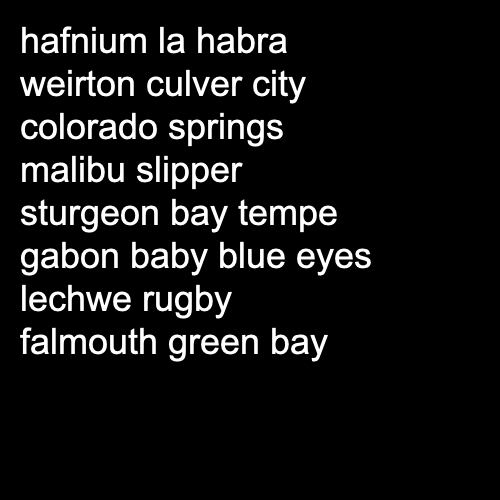 hafnium la habra
weirton culver city
colorado springs
malibu slipper
sturgeon bay tempe
gabon baby blue eyes
lechwe rugby
falmouth green bay